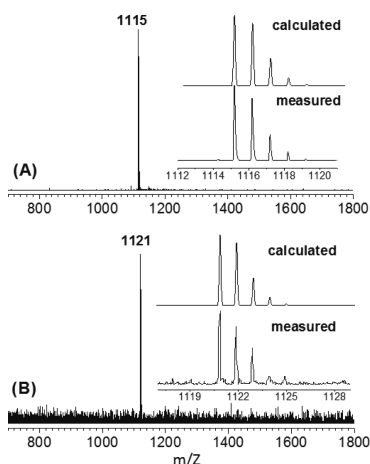 1115
calculated
measured
1112 1114 1116 1118 1120
(A)
800 1000 1200 1400 1600 1800
1121
calculated
measured
1119 1122 1125 1128
(B)
800 1000 1200 1400 1600 1800
m/Z